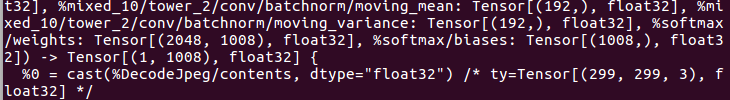 t32], %mixed_10/tower_2/conv/batchnorm/moving_mean: Tensor[(192,), float32], %mi
xed_10/tower_2/conv/batchnorm/moving_variance: Tensor[(192,), float32], %softmax
/weights: Tensor[(2048, 1008), float32], %softmax/biases: Tensor[(1008,), float3
2]) -> Tensor[(1, 1008), float32] {
  %0 = cast(%DecodeJpeg/contents, dtype="float32") /* ty=Tensor[(299, 299, 3), f
loat32] */